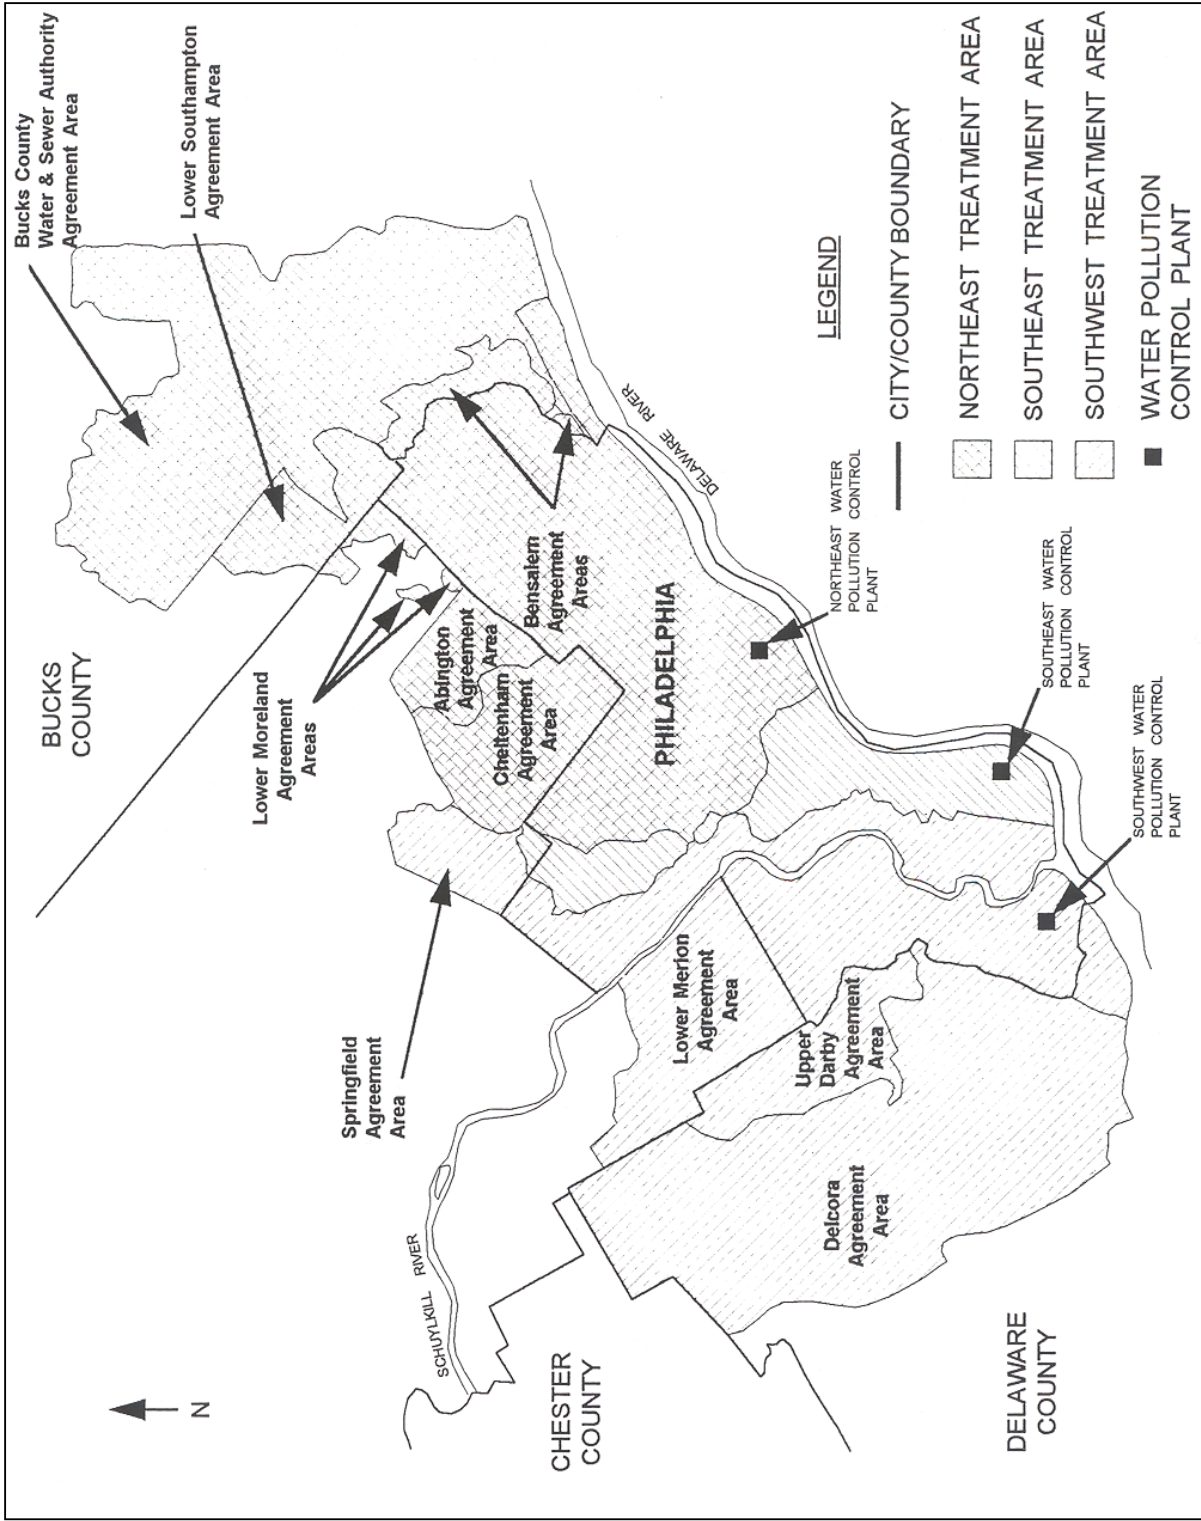 Bucks County
Water & Sewer Authority
Agreement Area
Lower Southampton
Agreement Area
BUCKS
COUNTY
Lower Moreland
Agreement
Areas
Abington
Agreement
Area
Cheltenham
Agreement
Area
Bensalem
Agreement
Areas
PHILADELPHIA
DELAWARE RIVER
Springfield
Agreement
Area
Lower Merion
Agreement
Area
Upper
Darby
Agreement
Area
Delcora
Agreement
Area
SCHUYLKILL RIVER
CHESTER
COUNTY
DELAWARE
COUNTY
N
NORTHEAST WATER
POLLUTION CONTROL
PLANT
SOUTHEAST WATER
POLLUTION CONTROL
PLANT
SOUTHWEST WATER
POLLUTION CONTROL
PLANT
LEGEND
CITY/COUNTY BOUNDARY
NORTHEAST TREATMENT AREA
SOUTHEAST TREATMENT AREA
SOUTHWEST TREATMENT AREA
WATER POLLUTION
CONTROL PLANT